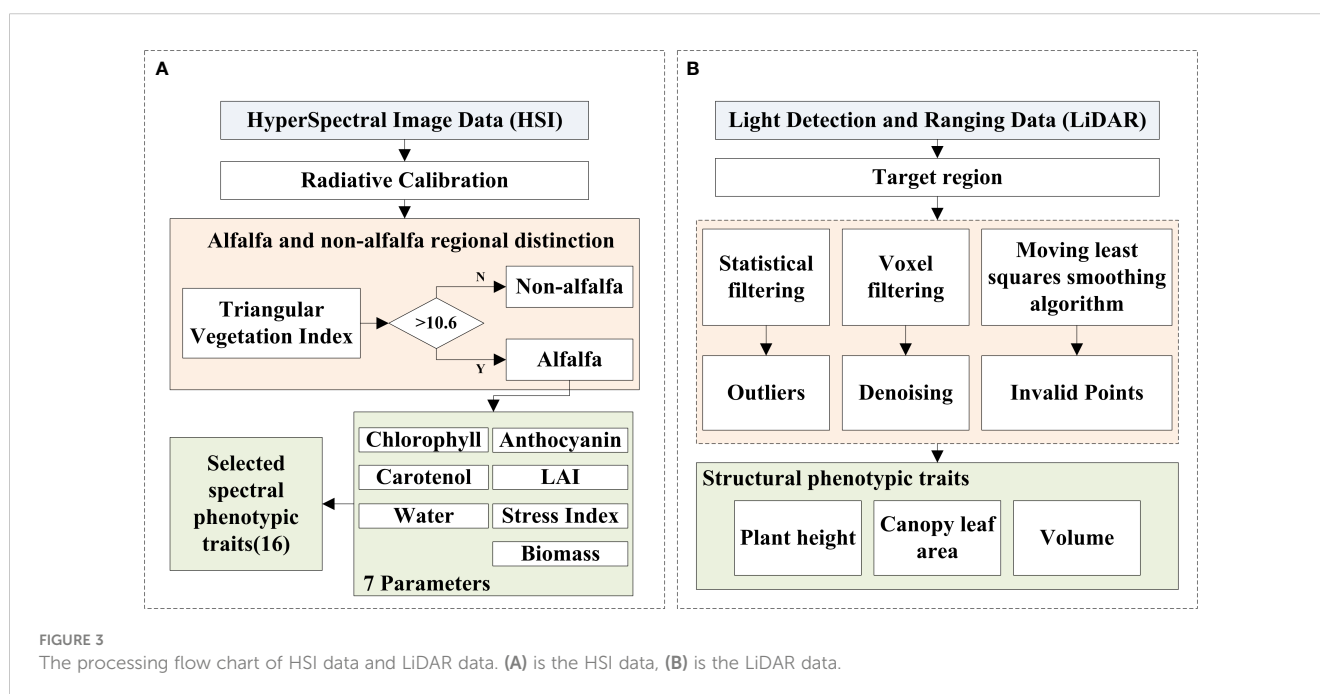 A
HyperSpectral Image Data (HSI)
Radiative Calibration
Alfalfa and non-alfalfa regional distinction
Triangular
Vegetation Index
>10.6
N
Non-alfalfa
Y
Alfalfa
Chlorophyll
Anthocyanin
Carotenol
LAI
Water
Stress Index
Biomass
7 Parameters
Selected
spectral
phenotypic
traits(16)
B
Light Detection and Ranging Data (LiDAR)
Target region
Statistical
filtering
Voxel
filtering
Moving least
squares smoothing
algorithm
Outliers
Denoising
Invalid Points
Structural phenotypic traits
Plant height
Canopy leaf
area
Volume
FIGURE 3
The processing flow chart of HSI data and LiDAR data. (A) is the HSI data, (B) is the LiDAR data.